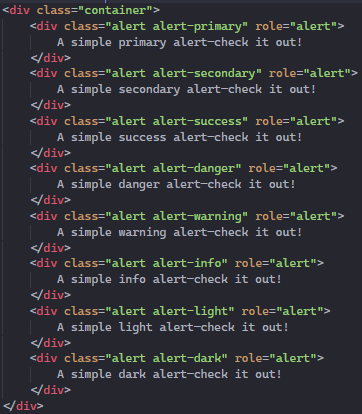 <div class="container">
<div class="alert alert-primary" role="alert">
A simple primary alert-check it out!
</div>
<div class="alert alert-secondary" role="alert">
A simple secondary alert-check it out!
</div>
<div class="alert alert-success" role="alert">
A simple success alert-check it out!
</div>
<div class="alert alert-danger" role="alert">
A simple danger alert-check it out!
</div>
<div class="alert alert-warning" role="alert">
A simple warning alert-check it out!
</div>
<div class="alert alert-info" role="alert">
A simple info alert-check it out!
</div>
<div class="alert alert-light" role="alert">
A simple light alert-check it out!
</div>
<div class="alert alert-dark" role="alert">
A simple dark alert-check it out!
</div>
</div>